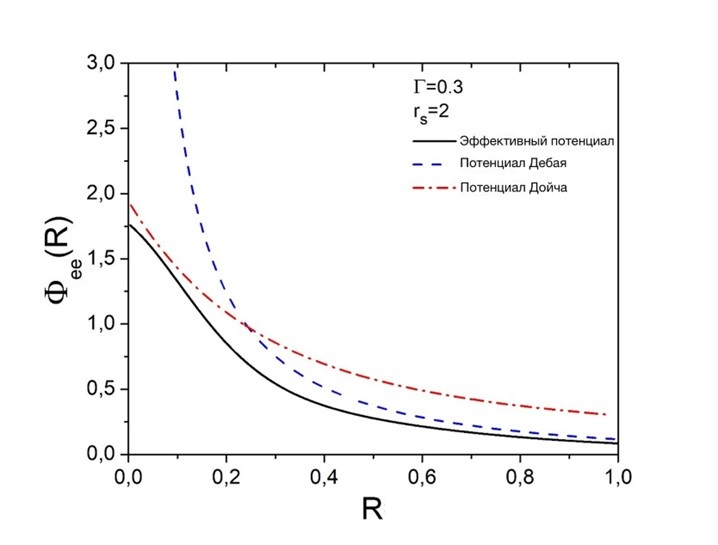 3,0
2,5
2,0
1,5
1,0
0,5
0,0
Φee(R)
Γ=0.3
rs=2
Эффективный потенциал
Потенциал Дебая
Потенциал Дойча
0,0 0,2 0,4 0,6 0,8 1,0
R